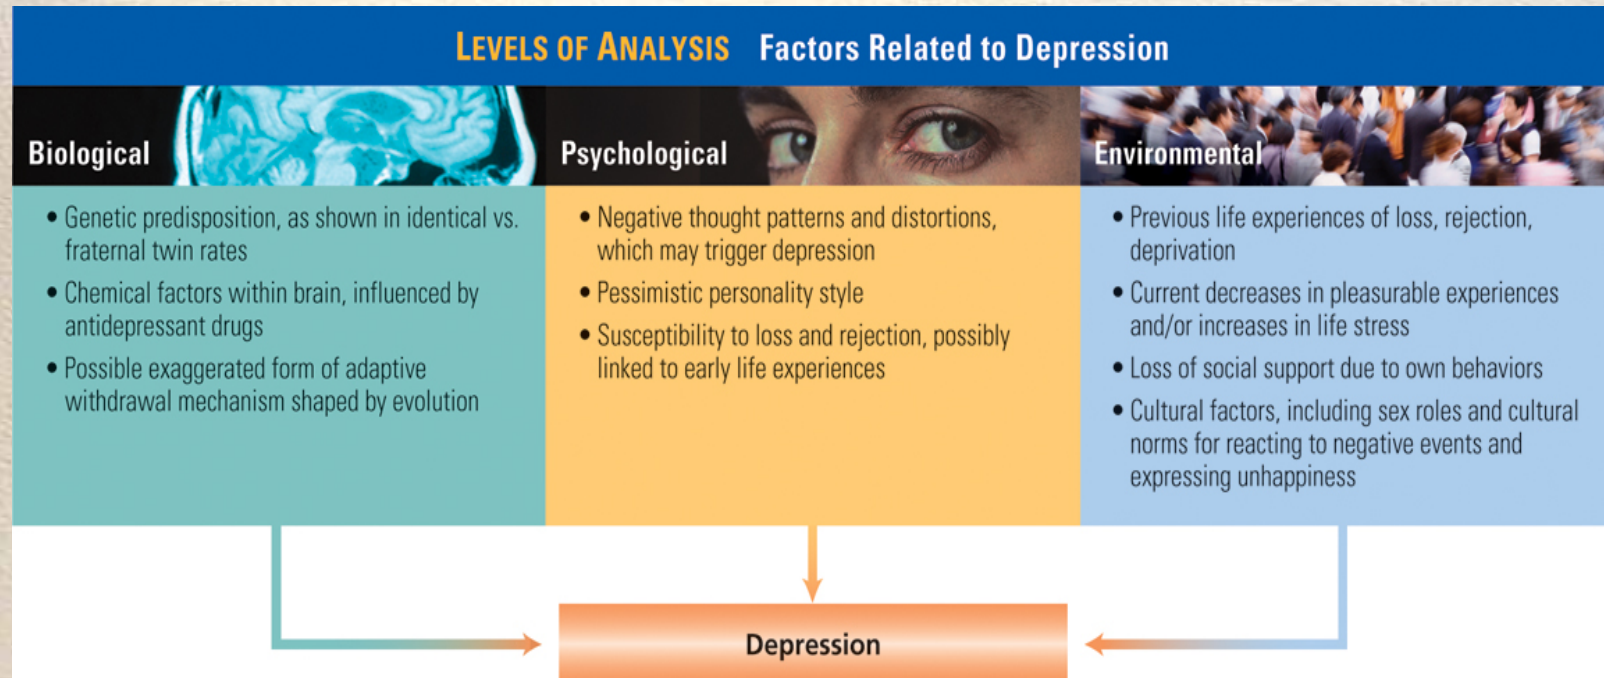 LEVELS OF ANALYSIS Factors Related to Depression
Biological
• Genetic predisposition, as shown in identical vs.
fraternal twin rates
• Chemical factors within brain, influenced by
antidepressant drugs
• Possible exaggerated form of adaptive
withdrawal mechanism shaped by evolution
Psychological
• Negative thought patterns and distortions,
which may trigger depression
• Pessimistic personality style
• Susceptibility to loss and rejection, possibly
linked to early life experiences
Environmental
• Previous life experiences of loss, rejection,
deprivation
• Current decreases in pleasurable experiences
and/or increases in life stress
• Loss of social support due to own behaviors
• Cultural factors, including sex roles and cultural
norms for reacting to negative events and
expressing unhappiness
Depression